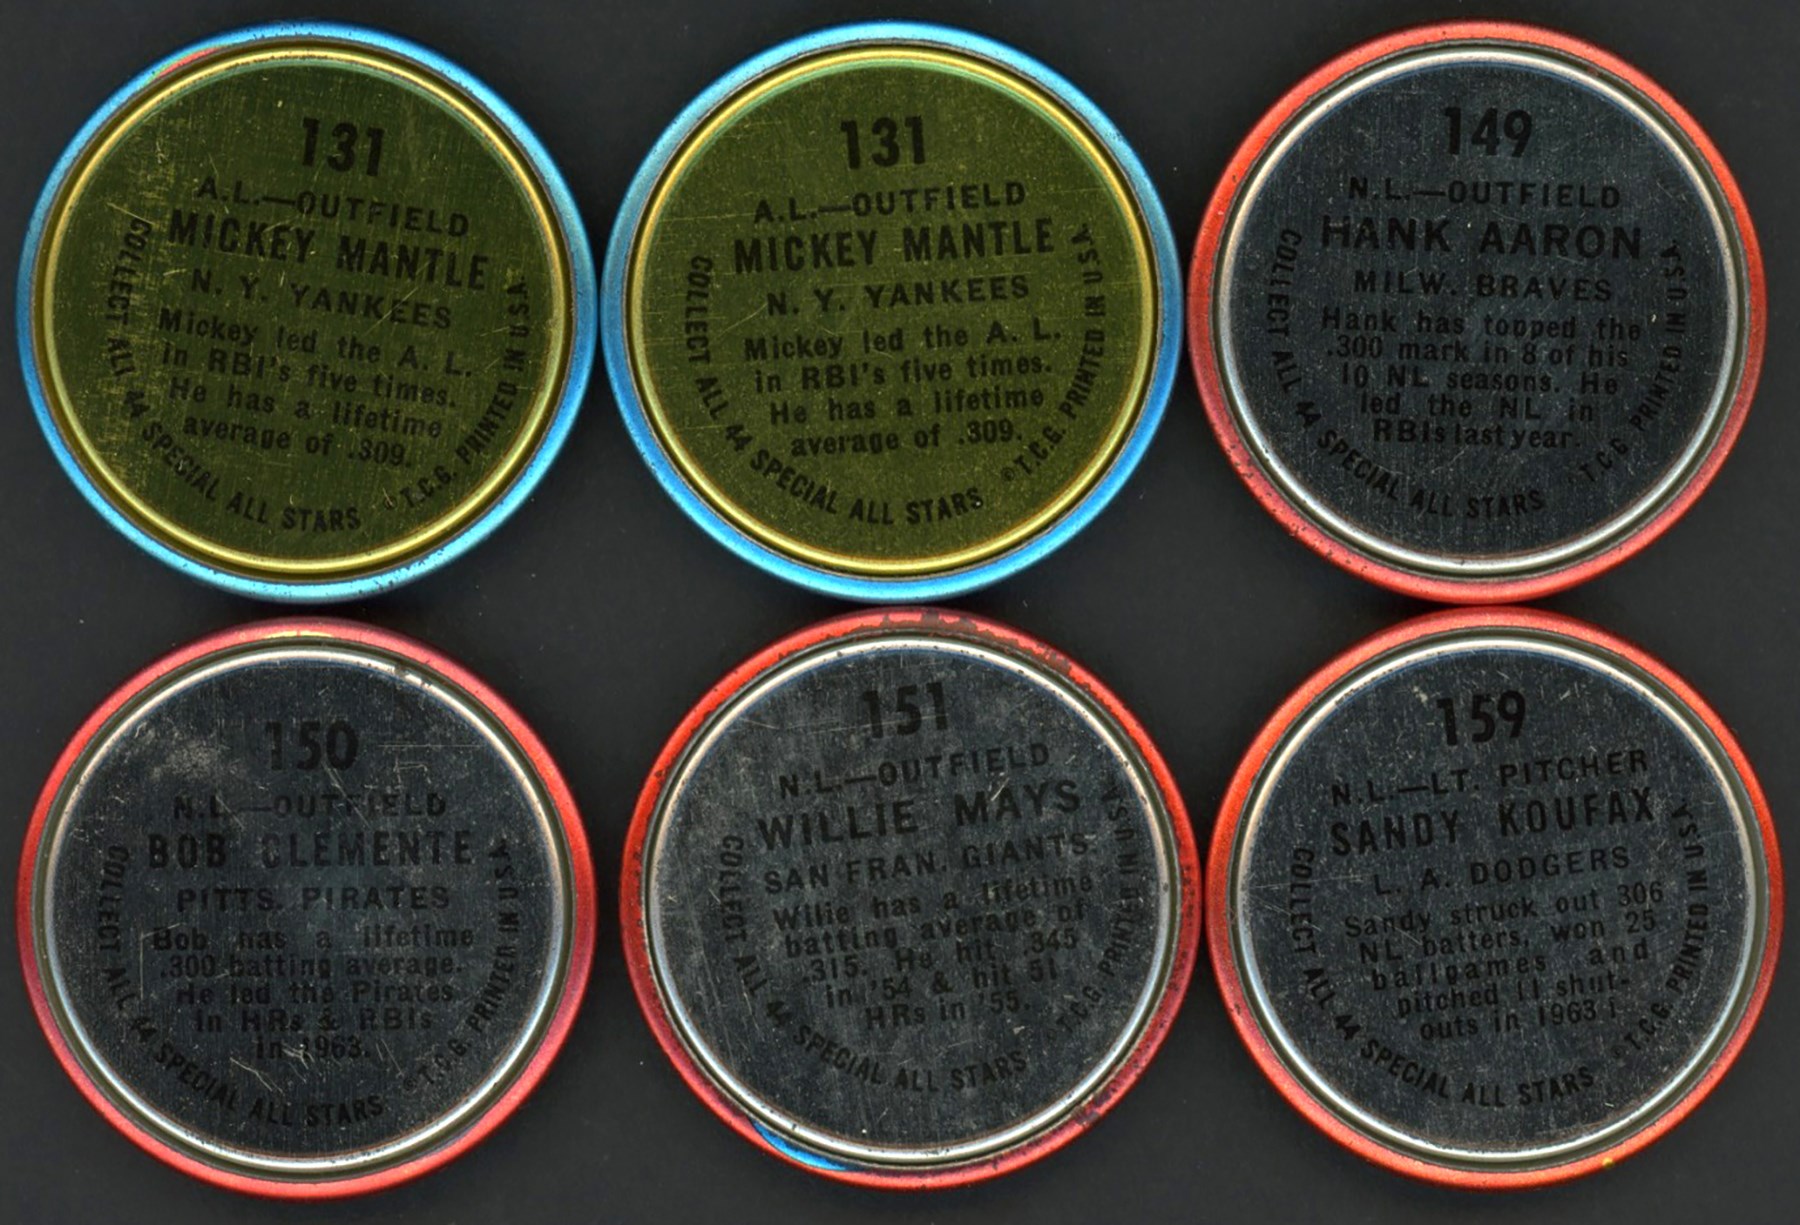 131
A.L.—OUTFIELD
MICKEY MANTLE
N. Y. YANKEES
Mickey led the A. L.
in RBI's five times.
He has a lifetime
average of .309.
COLLECT ALL 44 SPECIAL ALL STARS
© T.C.G. PRINTED IN USA
131
A.L.—OUTFIELD
MICKEY MANTLE
N. Y. YANKEES
Mickey led the A. L.
in RBI's five times.
He has a lifetime
average of .309.
COLLECT ALL 44 SPECIAL ALL STARS
© T.C.G. PRINTED IN USA
149
N.L.—OUTFIELD
HANK AARON
MILW. BRAVES
Hank has topped the
.300 mark in 8 of his
10 NL seasons. He
led the NL in
RBIs last year.
COLLECT ALL 44 SPECIAL ALL STARS
T.C.G. PRINTED IN USA
150
N.L.—OUTFIELD
BOB CLEMENTE
PITTS. PIRATES
Bob has a lifetime
.300 batting average.
He led the Pirates
in HRs & RBIs
in 1963.
COLLECT ALL 44 SPECIAL ALL STARS
© T.C.G. PRINTED IN USA
151
N.L.—OUTFIELD
WILLIE MAYS
SAN FRAN. GIANTS
Willie has a lifetime
batting average of
.315. He hit .345
in '54 & hit 51
HRs in '55.
COLLECT ALL 44 SPECIAL ALL STARS
© T.C.G. PRINTED IN USA
159
N.L.—LT. PITCHER
SANDY KOUFAX
L. A. DODGERS
Sandy struck out 306
NL batters, won 25
ballgames and
pitched 11 shut-
outs in 1963!
COLLECT ALL 44 SPECIAL ALL STARS
© T.C.G. PRINTED IN USA